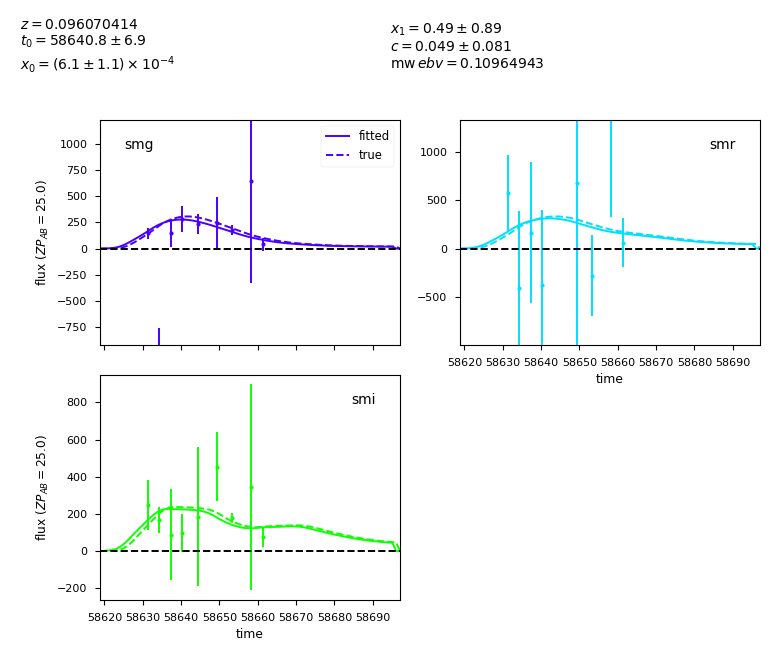 z = 0.096070414
t₀ = 58640.8 ± 6.9
x₀ = (6.1 ± 1.1) × 10⁻⁴
x₁ = 0.49 ± 0.89
c = 0.049 ± 0.081
mw ebv = 0.10964943
smg
fitted
true
1000
750
500
250
0
−250
−500
−750
flux (ZP_AB = 25.0)
smr
1000
500
0
−500
58620 58630 58640 58650 58660 58670 58680 58690
time
smi
800
600
400
200
0
−200
flux (ZP_AB = 25.0)
58620 58630 58640 58650 58660 58670 58680 58690
time